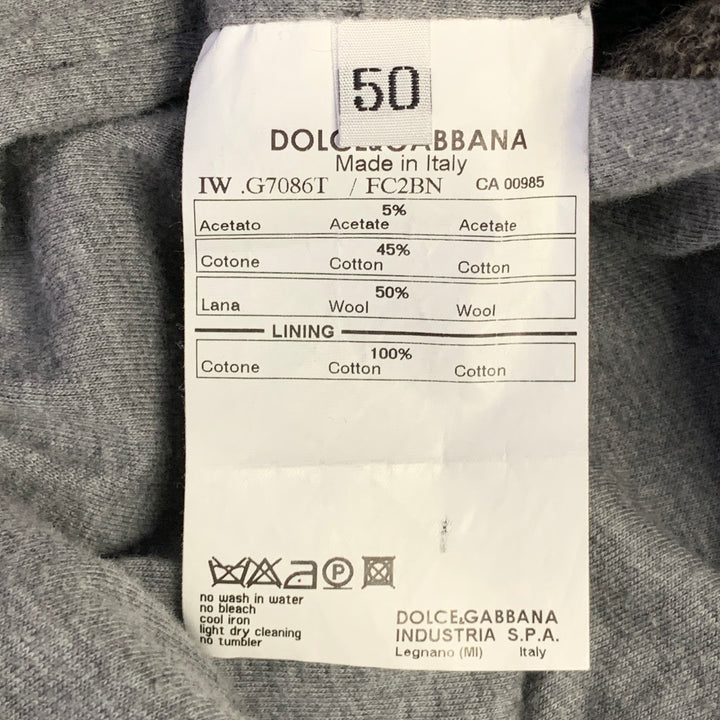 50
DOLCE&GABBANA
Made in Italy
IW .G7086T / FC2BN CA 00985
5%
Acetato Acetate Acetate
45%
Cotone Cotton Cotton
50%
Lana Wool Wool
LINING
100%
Cotone Cotton Cotton
P
no wash in water
no bleach
cool iron
light dry cleaning
no tumbler
DOLCE&GABBANA
INDUSTRIA S.P.A.
Legnano (MI) Italy